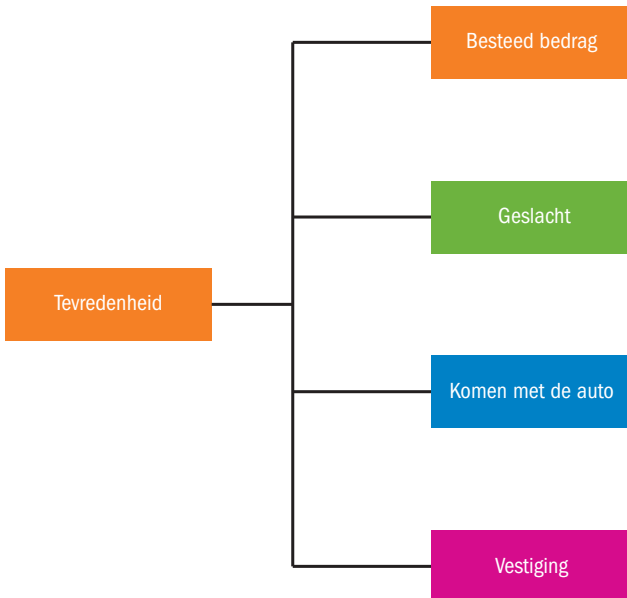 Besteed bedrag
Geslacht
Tevredenheid
Komen met de auto
Vestiging